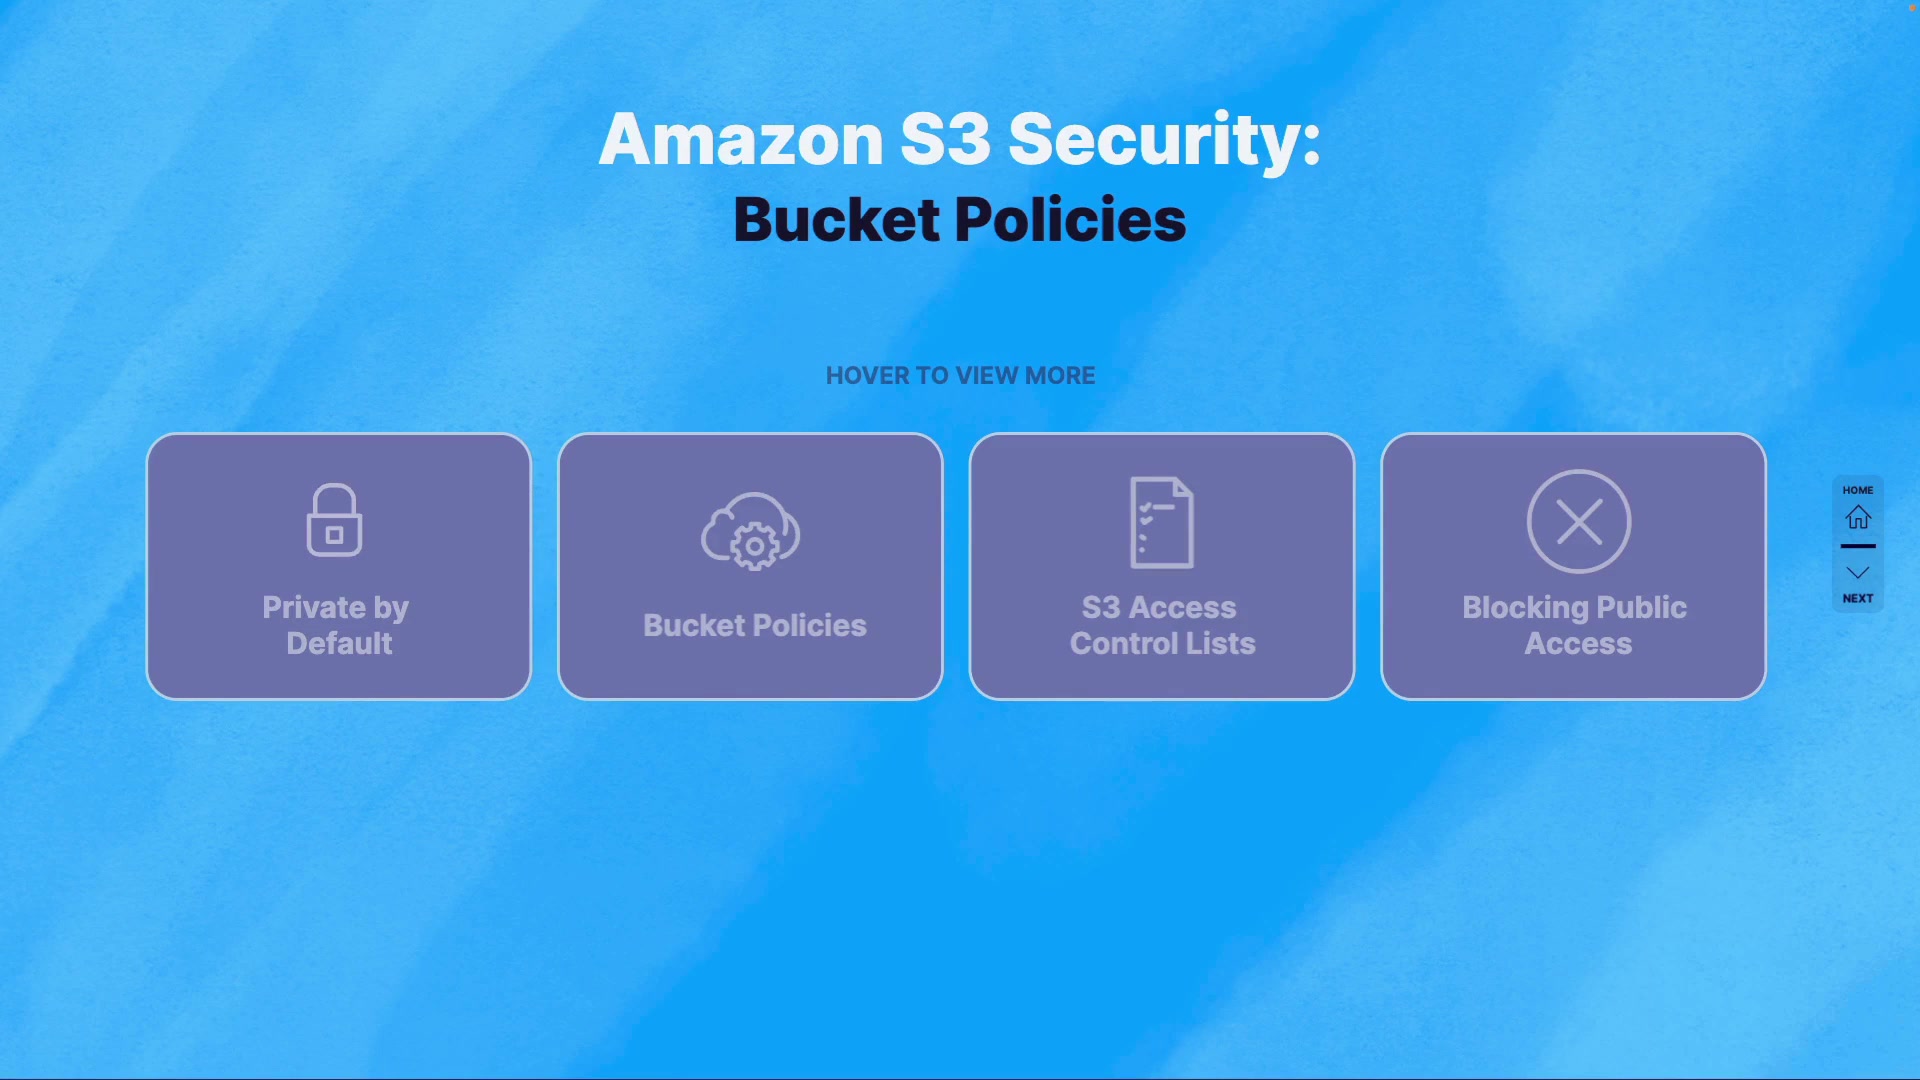 Amazon S3 Security:
Bucket Policies
HOVER TO VIEW MORE
Private by
Default
Bucket Policies
S3 Access
Control Lists
Blocking Public
Access
HOME
NEXT